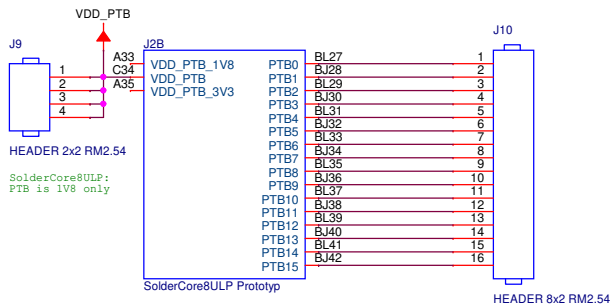 VDD_PTB
J9
1
2
3
4
HEADER 2x2 RM2.54
SolderCore8ULP:
PTB is 1V8 only
J2B
A33 VDD_PTB_1V8
C34 VDD_PTB
A35 VDD_PTB_3V3
PTB0 BL27 1
PTB1 BJ28 2
PTB2 BL29 3
PTB3 BJ30 4
PTB4 BL31 5
PTB5 BJ32 6
PTB6 BL33 7
PTB7 BJ34 8
PTB8 BL35 9
PTB9 BJ36 10
PTB10 BL37 11
PTB11 BJ38 12
PTB12 BL39 13
PTB13 BJ40 14
PTB14 BL41 15
PTB15 BJ42 16
SolderCore8ULP Prototyp
J10
HEADER 8x2 RM2.54